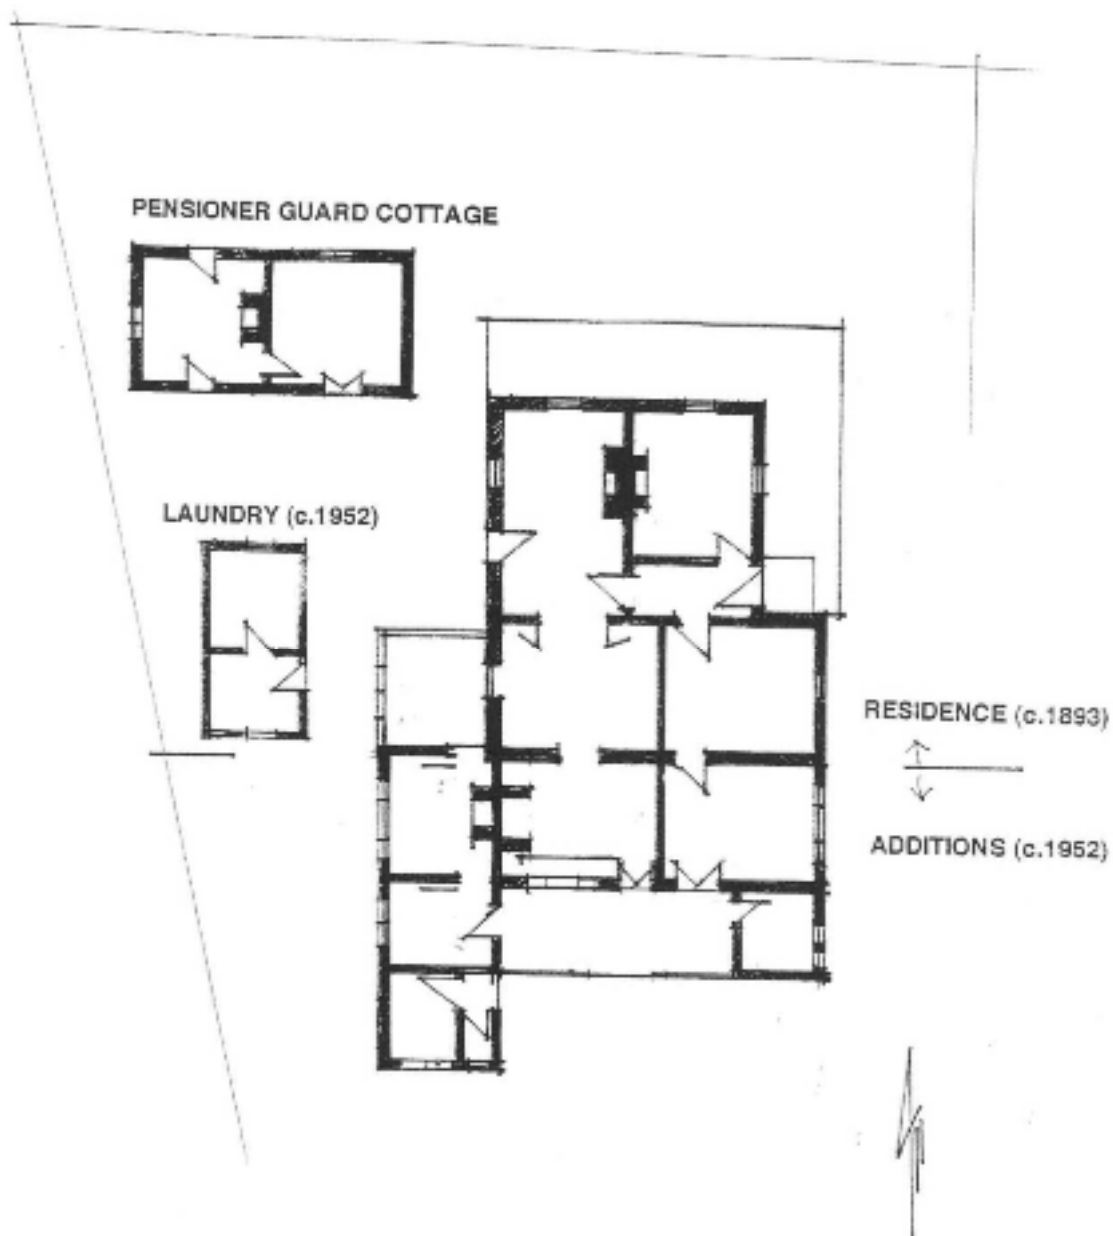 PENSIONER GUARD COTTAGE
LAUNDRY (c.1952)
RESIDENCE (c.1893)
ADDITIONS (c.1952)